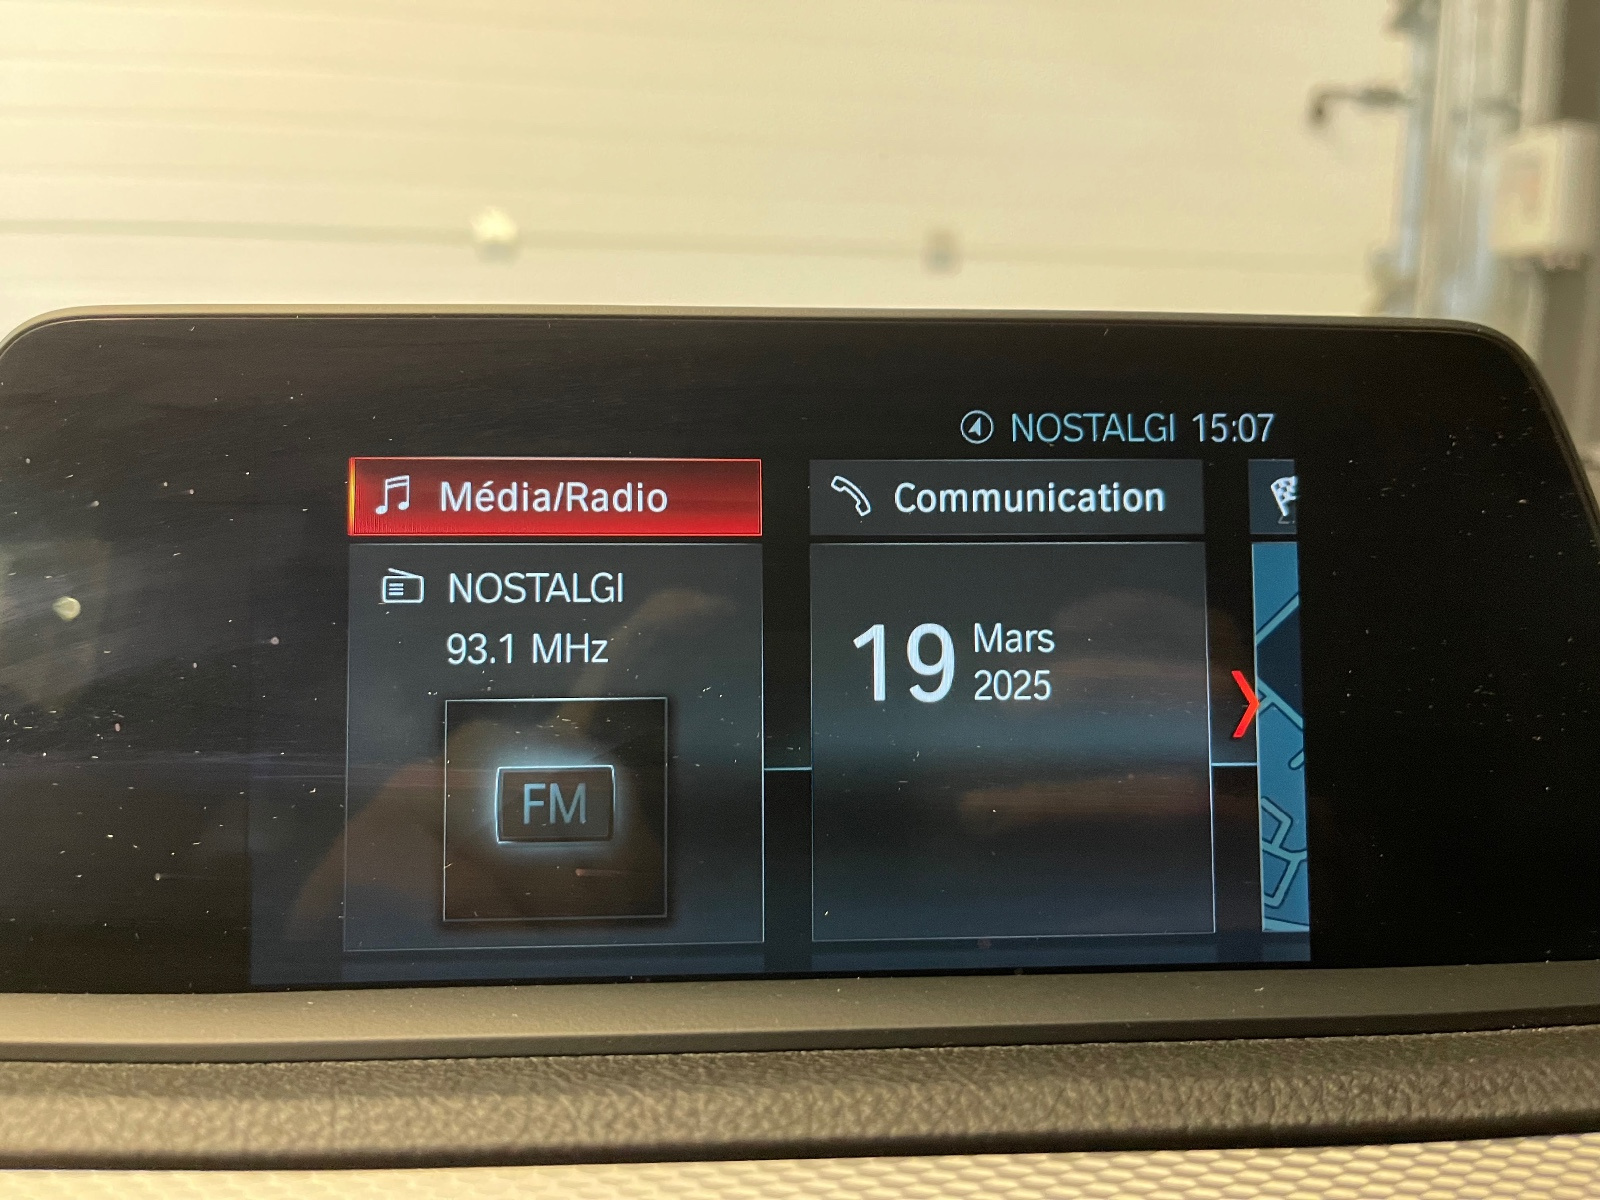 NOSTALGI 15:07
Média/Radio
Communication
NOSTALGI
93.1 MHz
FM
19 Mars
2025